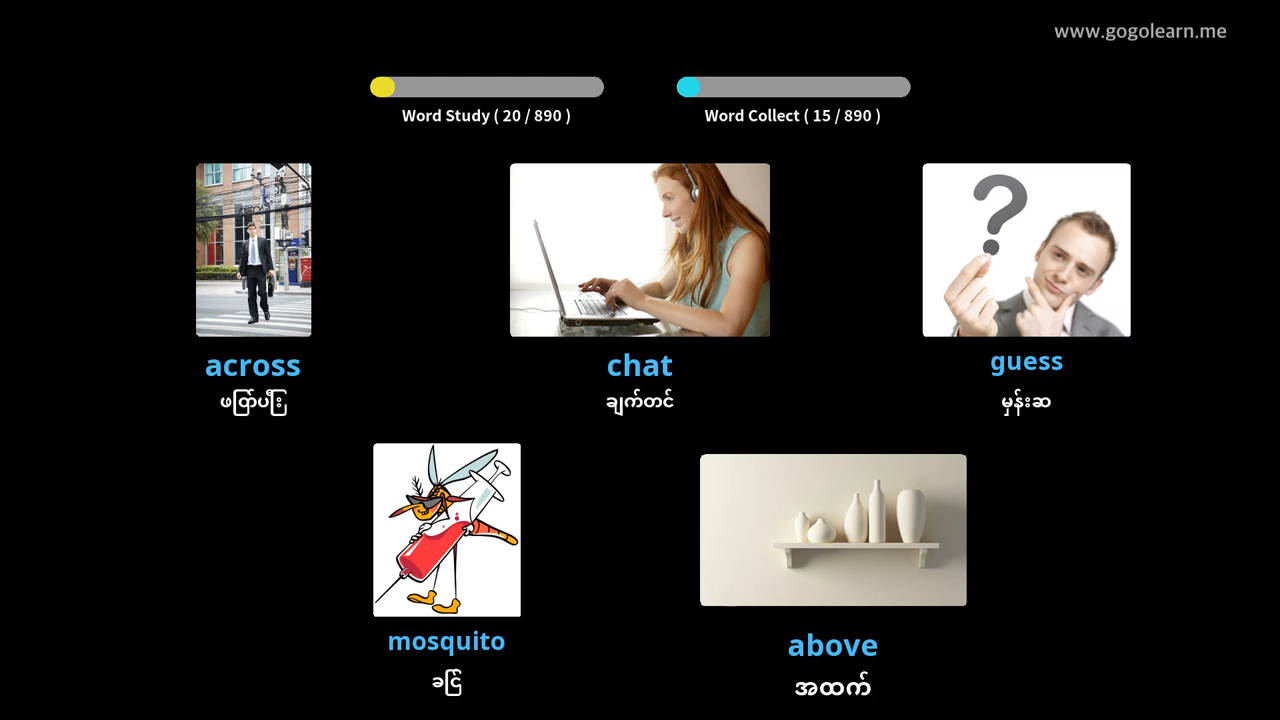 www.gogolearn.me
Word Study ( 20 / 890 )
Word Collect ( 15 / 890 )
across
ဖြတ်ပြီး
chat
ချက်တင်
guess
မှန်းဆ
mosquito
ခြင်
above
အထက်